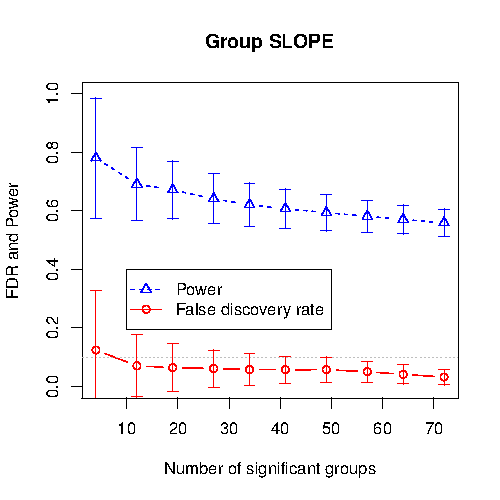 Group SLOPE
FDR and Power
1.0
0.8
0.6
0.4
0.2
0.0
Power
False discovery rate
10 20 30 40 50 60 70
Number of significant groups